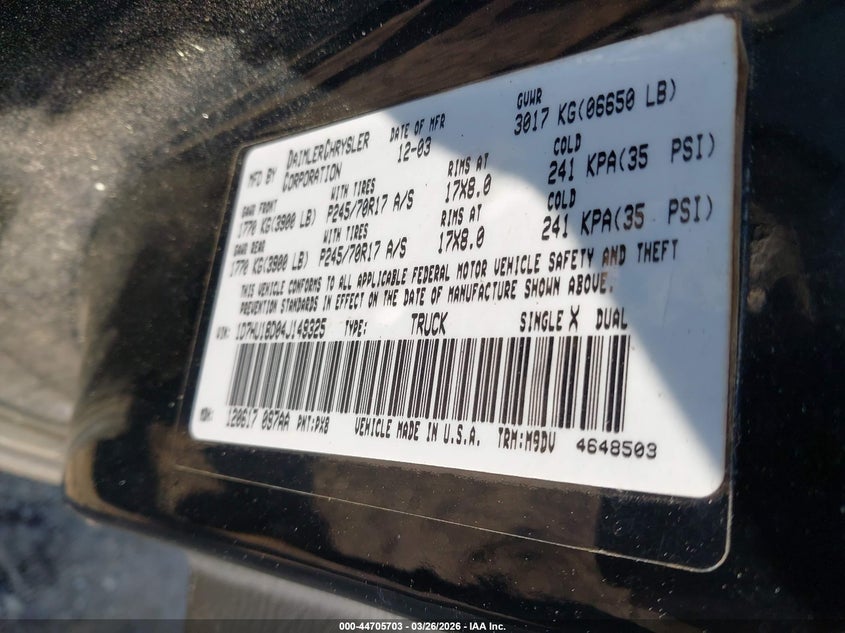 MFD BY DAIMLERCHRYSLER CORPORATION DATE OF MFR 12-03 GVWR 3017 KG(06650 LB)
GAWR FRONT 1770 KG(3900 LB) WITH TIRES P245/70R17 A/S RIMS AT 17X8.0 COLD 241 KPA(35 PSI)
GAWR REAR 1770 KG(3900 LB) WITH TIRES P245/70R17 A/S RIMS AT 17X8.0 COLD 241 KPA(35 PSI)
THIS VEHICLE CONFORMS TO ALL APPLICABLE FEDERAL MOTOR VEHICLE SAFETY AND THEFT
PREVENTION STANDARDS IN EFFECT ON THE DATE OF MANUFACTURE SHOWN ABOVE.
VIN: 1D7HU18D04J149325 TYPE: TRUCK SINGLE X DUAL
MDH: 120617 097AA PNT:PX8 VEHICLE MADE IN U.S.A. TRM:M9DV 4648503
000-44705703 - 03/26/2026 - IAA Inc.